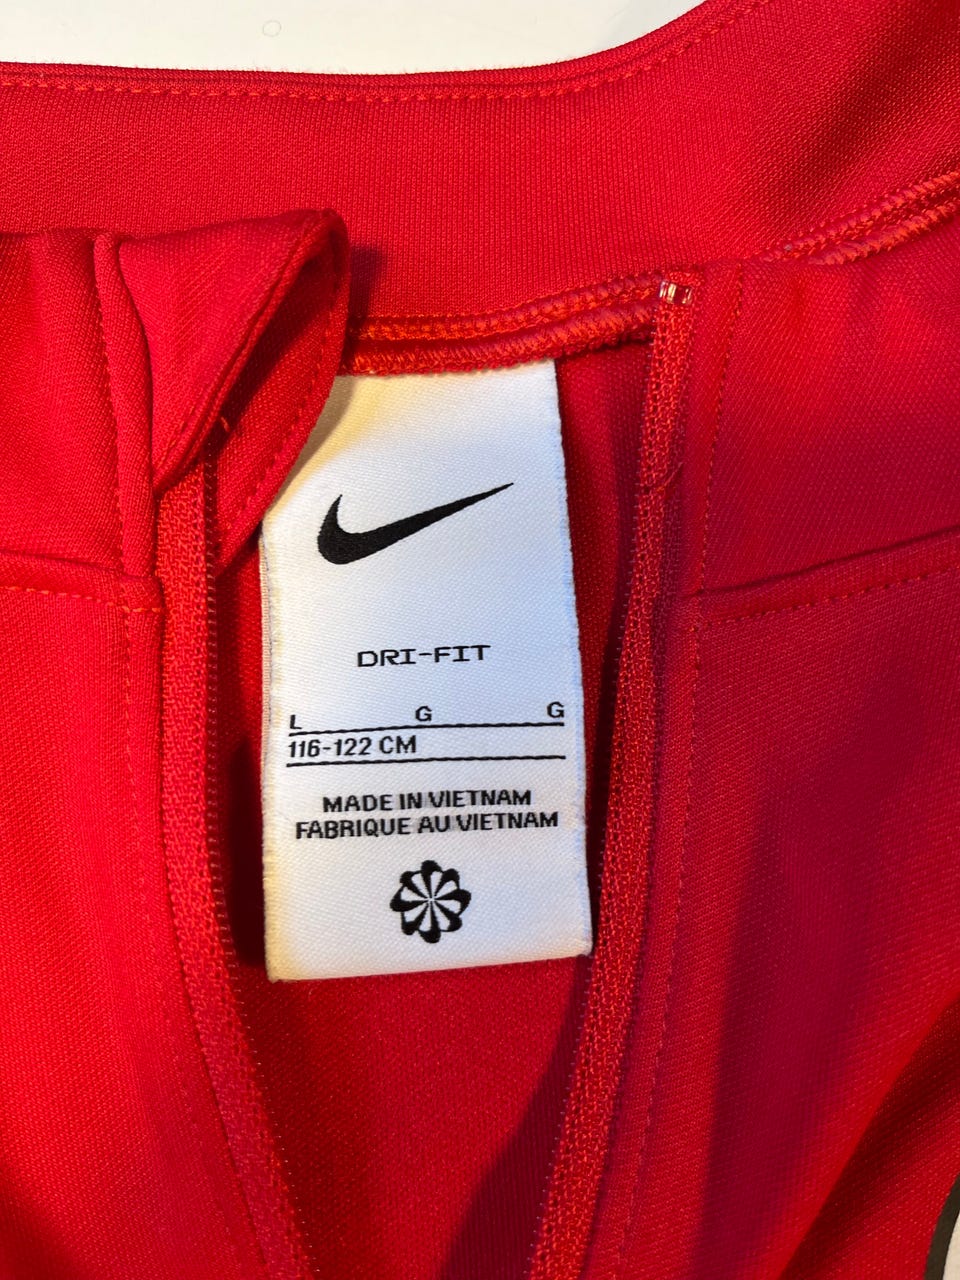 DRI-FIT
L G G
116-122 CM
MADE IN VIETNAM
FABRIQUE AU VIETNAM